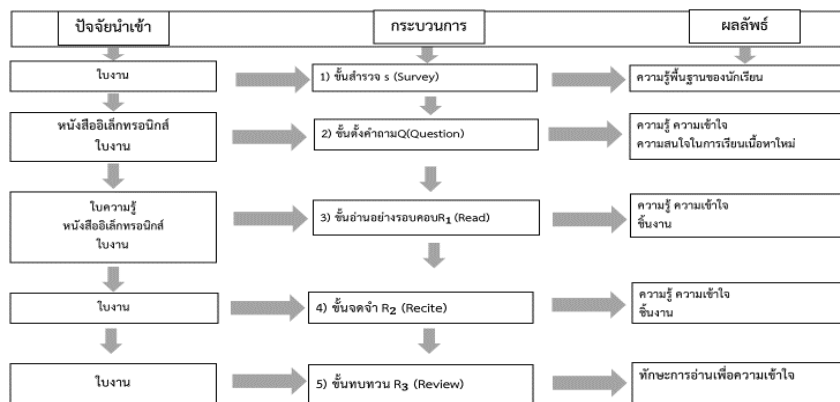 ปัจจัยนำเข้า
กระบวนการ
ผลลัพธ์
ใบงาน
1) ขั้นสำรวจ s (Survey)
ความรู้พื้นฐานของนักเรียน
หนังสืออิเล็กทรอนิกส์
ใบงาน
2) ขั้นตั้งคำถามQ(Question)
ความรู้ ความเข้าใจ
ความสนใจในการเรียนเนื้อหาใหม่
ใบความรู้
หนังสืออิเล็กทรอนิกส์
ใบงาน
3) ขั้นอ่านอย่างรอบคอบR1 (Read)
ความรู้ ความเข้าใจ
ชิ้นงาน
ใบงาน
4) ขั้นจดจำ R2 (Recite)
ความรู้ ความเข้าใจ
ชิ้นงาน
ใบงาน
5) ขั้นทบทวน R3 (Review)
ทักษะการอ่านเพื่อความเข้าใจ